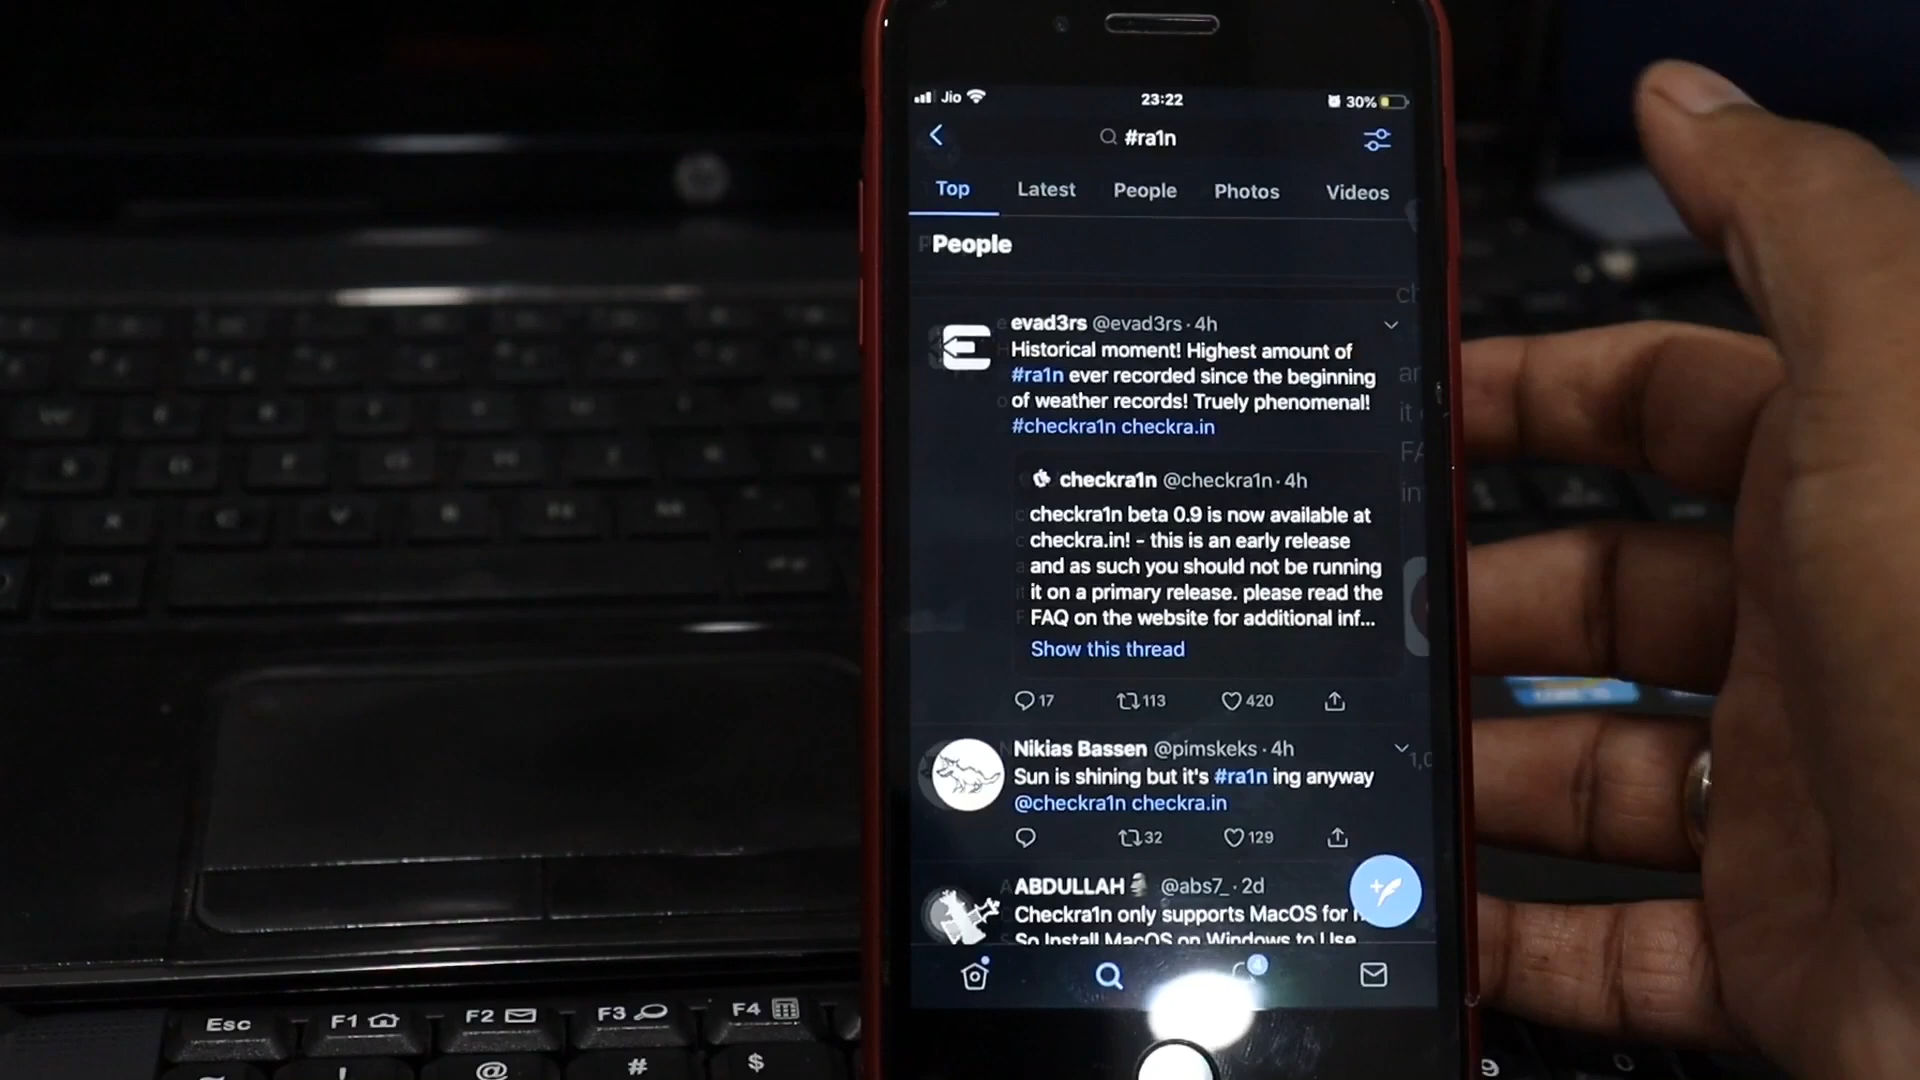 Jio
23:22
30%
#ra1n
Top
Latest
People
Photos
Videos
People
evad3rs @evad3rs · 4h
Historical moment! Highest amount of
#ra1n ever recorded since the beginning
of weather records! Truely phenomenal!
#checkra1n checkra.in
checkra1n @checkra1n · 4h
checkra1n beta 0.9 is now available at
checkra.in! - this is an early release
and as such you should not be running
it on a primary release. please read the
FAQ on the website for additional inf...
Show this thread
17
113
420
Nikias Bassen @pimskeks · 4h
Sun is shining but it's #ra1n ing anyway
@checkra1n checkra.in
32
129
ABDULLAH @abs7_ · 2d
Checkra1n only supports MacOS for
So Install MacOS on Windows to Use
4
Esc
F1
F2
F3
F4
!
@
#
$
9